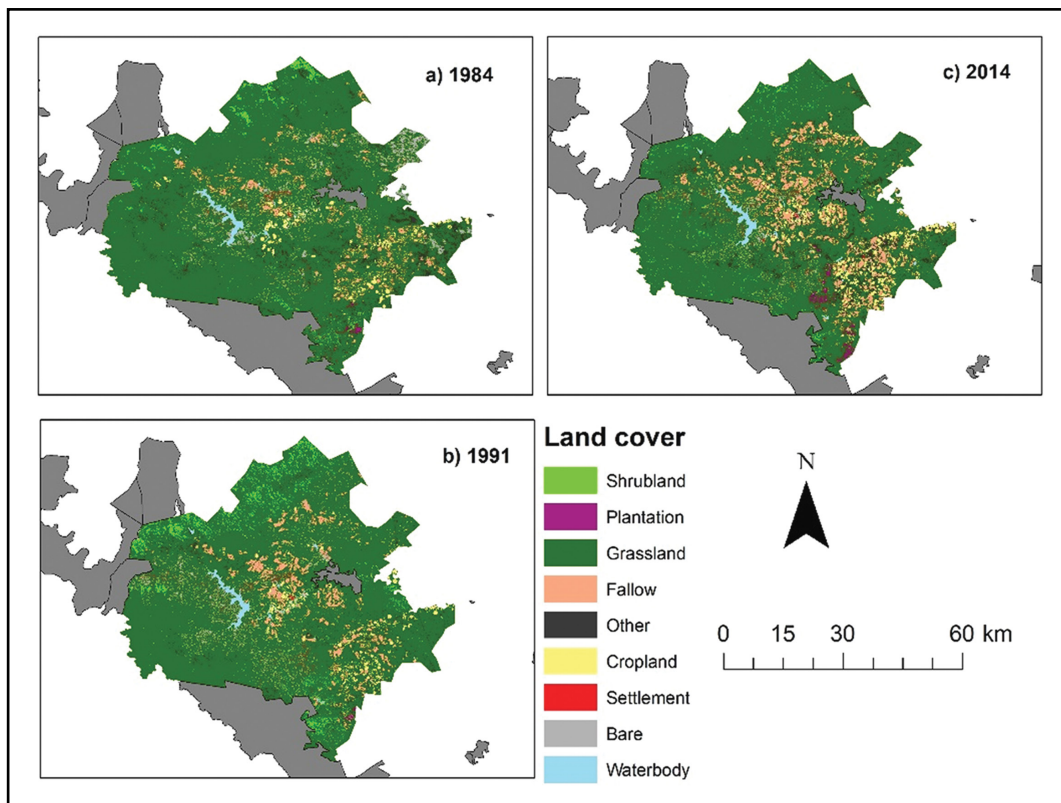 a) 1984
c) 2014
b) 1991
Land cover
Shrubland
Plantation
Grassland
Fallow
Other
Cropland
Settlement
Bare
Waterbody
N
0 15 30 60 km